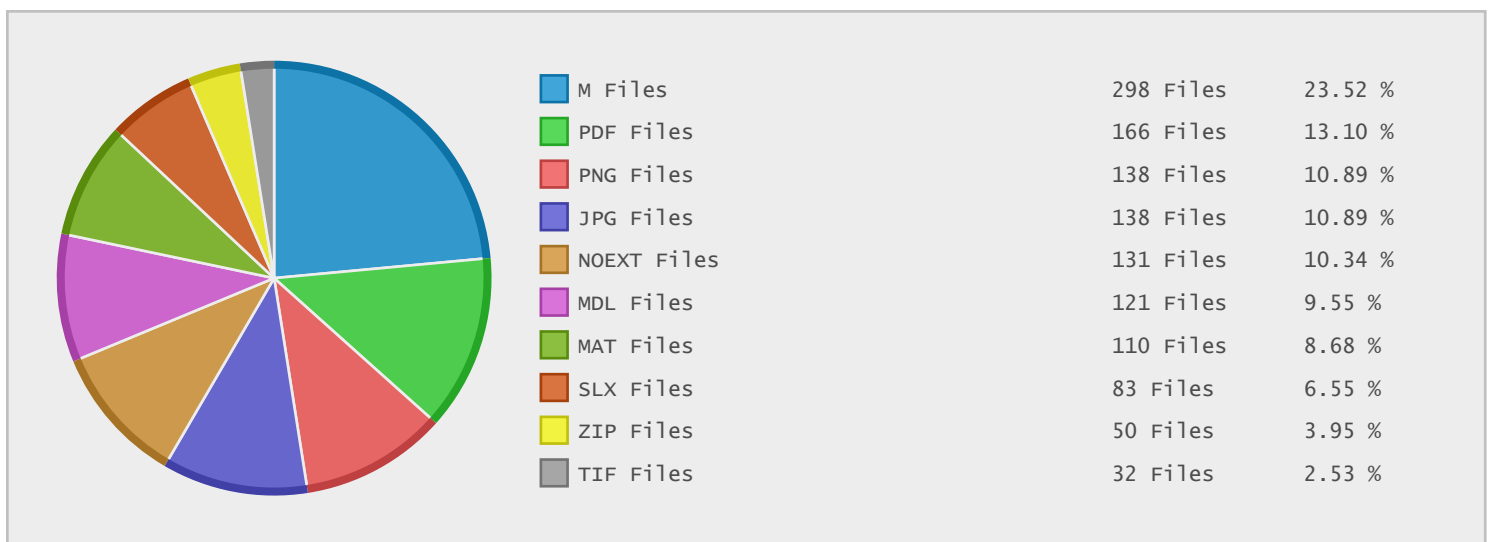 M Files 298 Files 23.52 %
PDF Files 166 Files 13.10 %
PNG Files 138 Files 10.89 %
JPG Files 138 Files 10.89 %
NOEXT Files 131 Files 10.34 %
MDL Files 121 Files 9.55 %
MAT Files 110 Files 8.68 %
SLX Files 83 Files 6.55 %
ZIP Files 50 Files 3.95 %
TIF Files 32 Files 2.53 %